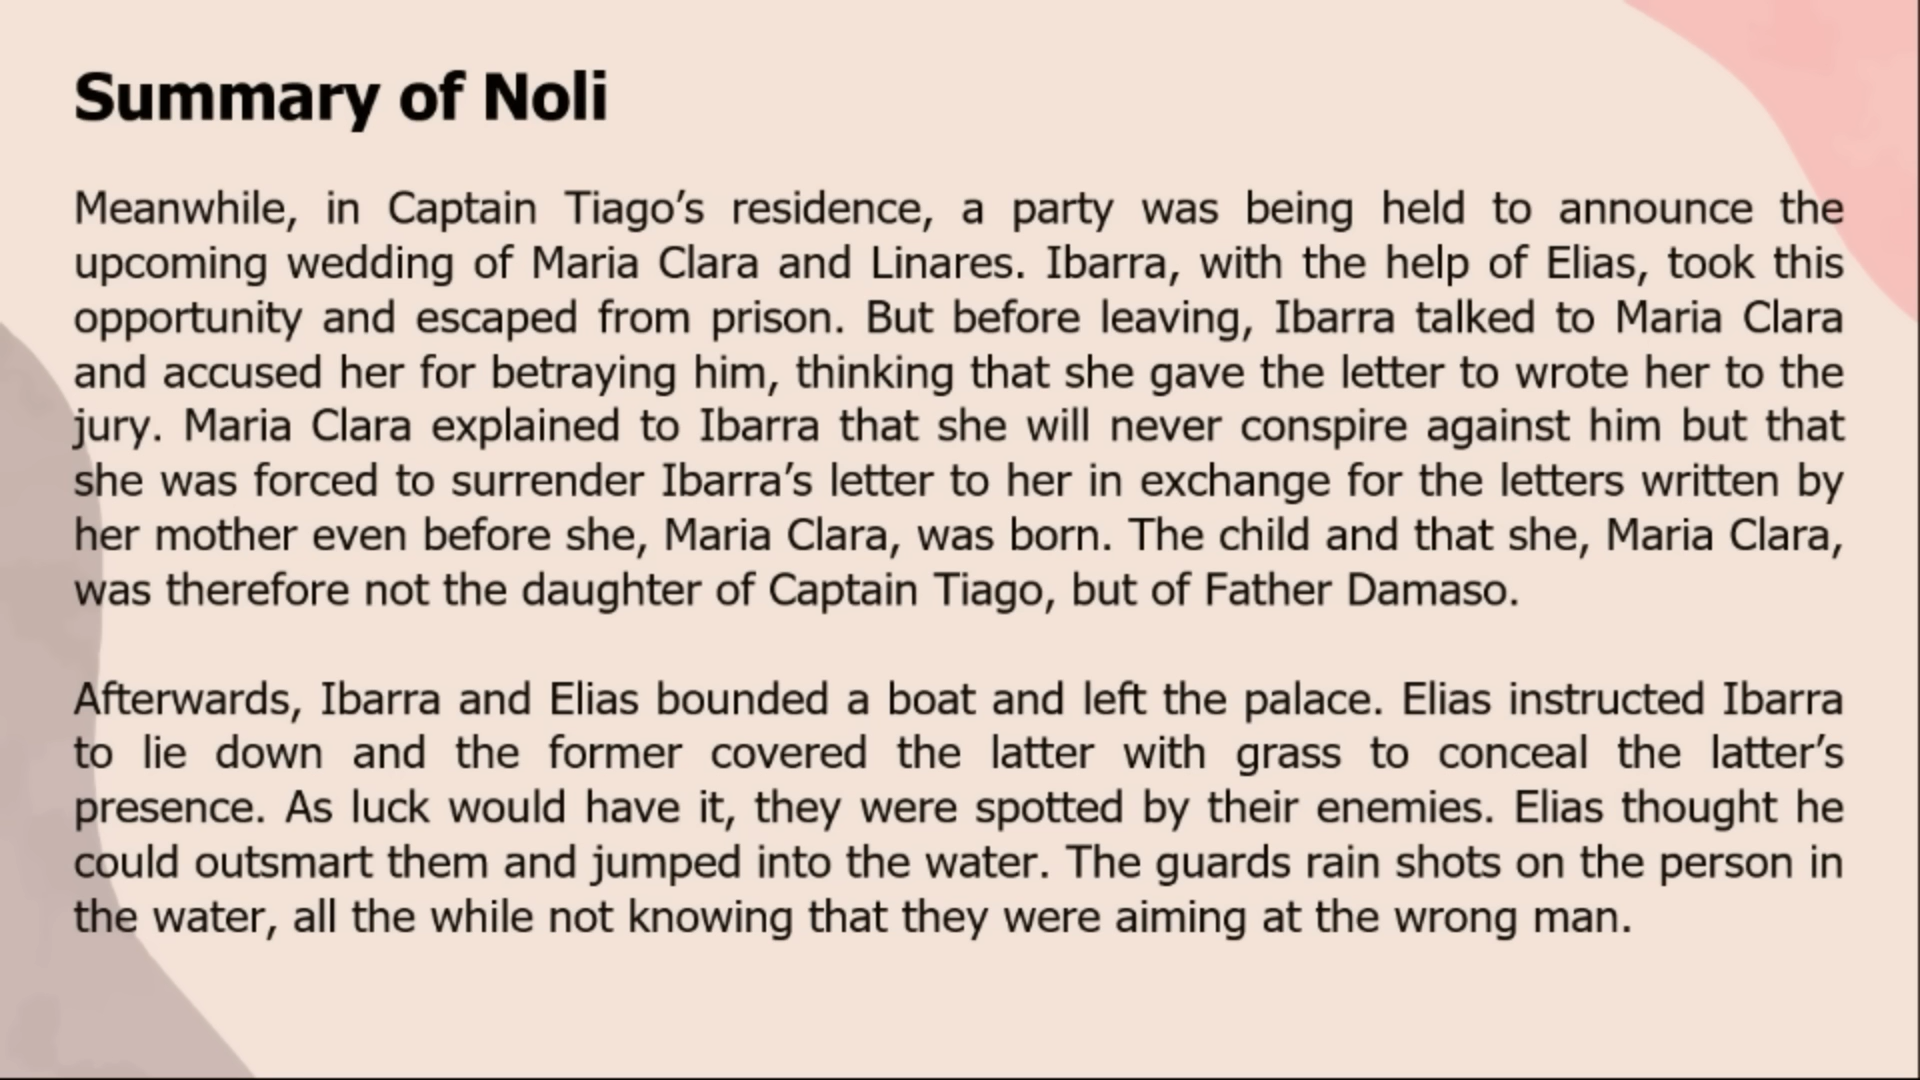 Summary of Noli
Meanwhile, in Captain Tiago’s residence, a party was being held to announce the
upcoming wedding of Maria Clara and Linares. Ibarra, with the help of Elias, took this
opportunity and escaped from prison. But before leaving, Ibarra talked to Maria Clara
and accused her for betraying him, thinking that she gave the letter to wrote her to the
jury. Maria Clara explained to Ibarra that she will never conspire against him but that
she was forced to surrender Ibarra’s letter to her in exchange for the letters written by
her mother even before she, Maria Clara, was born. The child and that she, Maria Clara,
was therefore not the daughter of Captain Tiago, but of Father Damaso.
Afterwards, Ibarra and Elias bounded a boat and left the palace. Elias instructed Ibarra
to lie down and the former covered the latter with grass to conceal the latter’s
presence. As luck would have it, they were spotted by their enemies. Elias thought he
could outsmart them and jumped into the water. The guards rain shots on the person in
the water, all the while not knowing that they were aiming at the wrong man.